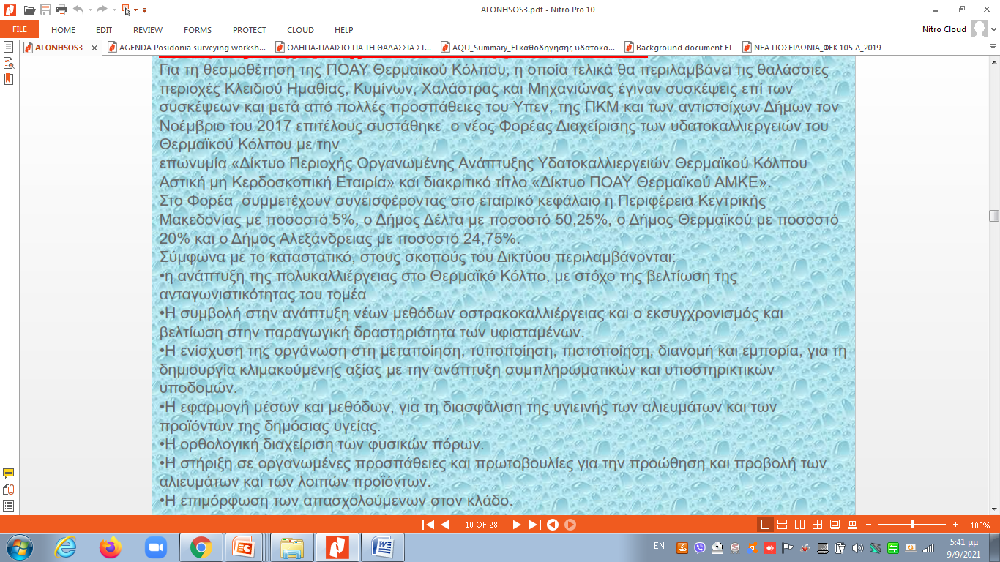 ALONHSOS3.pdf - Nitro Pro 10
FILE HOME EDIT REVIEW FORMS PROTECT CLOUD HELP Nitro Cloud
ALONHSOS3 AGENDA Posidonia surveying worksh... ΟΔΗΓΙΑ-ΠΛΑΙΣΙΟ ΓΙΑ ΤΗ ΘΑΛΑΣΣΙΑ ΣΤ... AQU_Summary_ELκαθοδηγησης υδατοκα... Background document EL ΝΕΑ ΠΟΣΕΙΔΩΝΙΑ_ΦΕΚ 105 Δ_2019
Για τη θεσμοθέτηση της ΠΟΑΥ Θερμαϊκού Κόλπου, η οποία τελικά θα περιλαμβάνει τις θαλάσσιες
περιοχές Κλειδιού Ημαθίας, Κυμίνων, Χαλάστρας και Μηχανιώνας έγιναν συσκέψεις επί των
συσκέψεων και μετά από πολλές προσπάθειες του Υπεν, της ΠΚΜ και των αντιστοίχων Δήμων τον
Νοέμβριο του 2017 επιτέλους συστάθηκε ο νέος Φορέας Διαχείρισης των υδατοκαλλιεργειών του
Θερμαϊκού Κόλπου με την
επωνυμία «Δίκτυο Περιοχής Οργανωμένης Ανάπτυξης Υδατοκαλλιεργειών Θερμαϊκού Κόλπου
Αστική μη Κερδοσκοπική Εταιρία» και διακριτικό τίτλο «Δίκτυο ΠΟΑΥ Θερμαϊκού ΑΜΚΕ».
Στο Φορέα συμμετέχουν συνεισφέροντας στο εταιρικό κεφάλαιο η Περιφέρεια Κεντρικής
Μακεδονίας με ποσοστό 5%, ο Δήμος Δέλτα με ποσοστό 50,25%, ο Δήμος Θερμαϊκού με ποσοστό
20% και ο Δήμος Αλεξάνδρειας με ποσοστό 24,75%.
Σύμφωνα με το καταστατικό, στους σκοπούς του Δικτύου περιλαμβάνονται:
•η ανάπτυξη της πολυκαλλιέργειας στο Θερμαϊκό Κόλπο, με στόχο της βελτίωση της
ανταγωνιστικότητας του τομέα
•Η συμβολή στην ανάπτυξη νέων μεθόδων οστρακοκαλλιέργειας και ο εκσυγχρονισμός και
βελτίωση στην παραγωγική δραστηριότητα των υφισταμένων.
•Η ενίσχυση της οργάνωση στη μεταποίηση, τυποποίηση, πιστοποίηση, διανομή και εμπορία, για τη
δημιουργία κλιμακούμενης αξίας με την ανάπτυξη συμπληρωματικών και υποστηρικτικών
υποδομών.
•Η εφαρμογή μέσων και μεθόδων, για τη διασφάλιση της υγιεινής των αλιευμάτων και των
προϊόντων της δημόσιας υγείας.
•Η ορθολογική διαχείριση των φυσικών πόρων.
•Η στήριξη σε οργανωμένες προσπάθειες και πρωτοβουλίες για την προώθηση και προβολή των
αλιευμάτων και των λοιπών προϊόντων.
•Η επιμόρφωση των απασχολούμενων στον κλάδο.
10 OF 28 100%
EN 5:41 μμ
9/9/2021